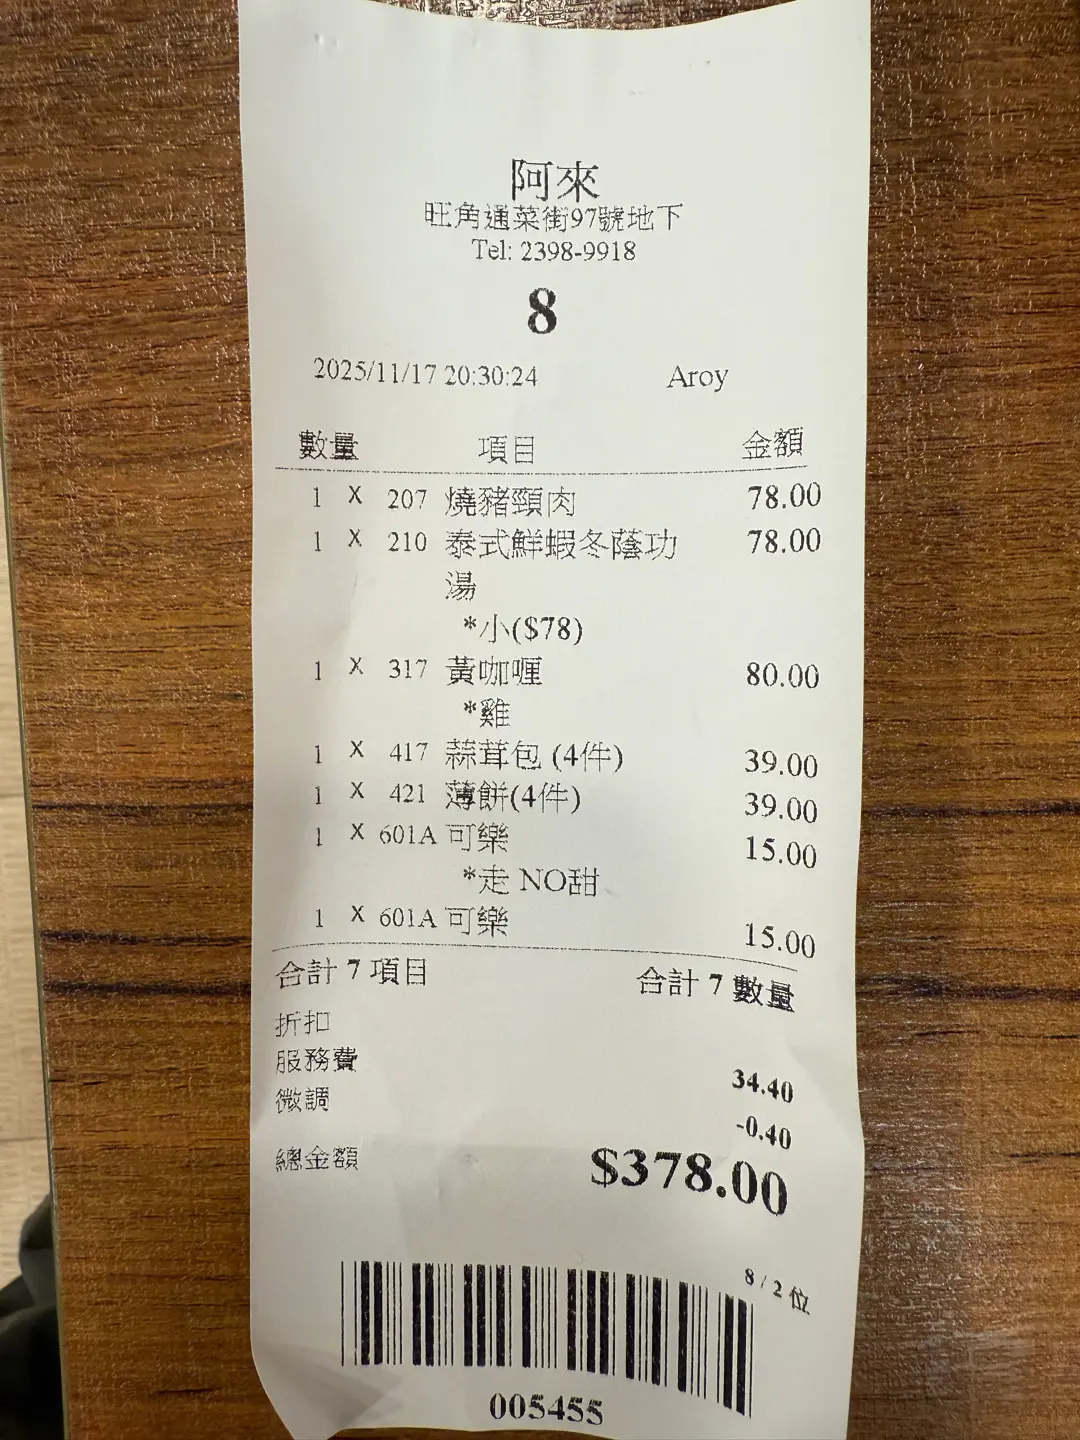 阿來
旺角通菜街97號地下
Tel: 2398-9918
8
2025/11/17 20:30:24 Aroy
數量 項目 金額
1 X 207 燒豬頸肉 78.00
1 X 210 泰式鮮蝦冬蔭功 78.00
湯
*小($78)
1 X 317 黃咖喱 80.00
*雞
1 X 417 蒜茸包 (4件) 39.00
1 X 421 薄餅(4件) 39.00
1 X 601A 可樂 15.00
*走 NO甜
1 X 601A 可樂 15.00
合計 7 項目 合計 7 數量
折扣
服務費 34.40
微調 -0.40
總金額 $378.00
8 / 2 位
005455